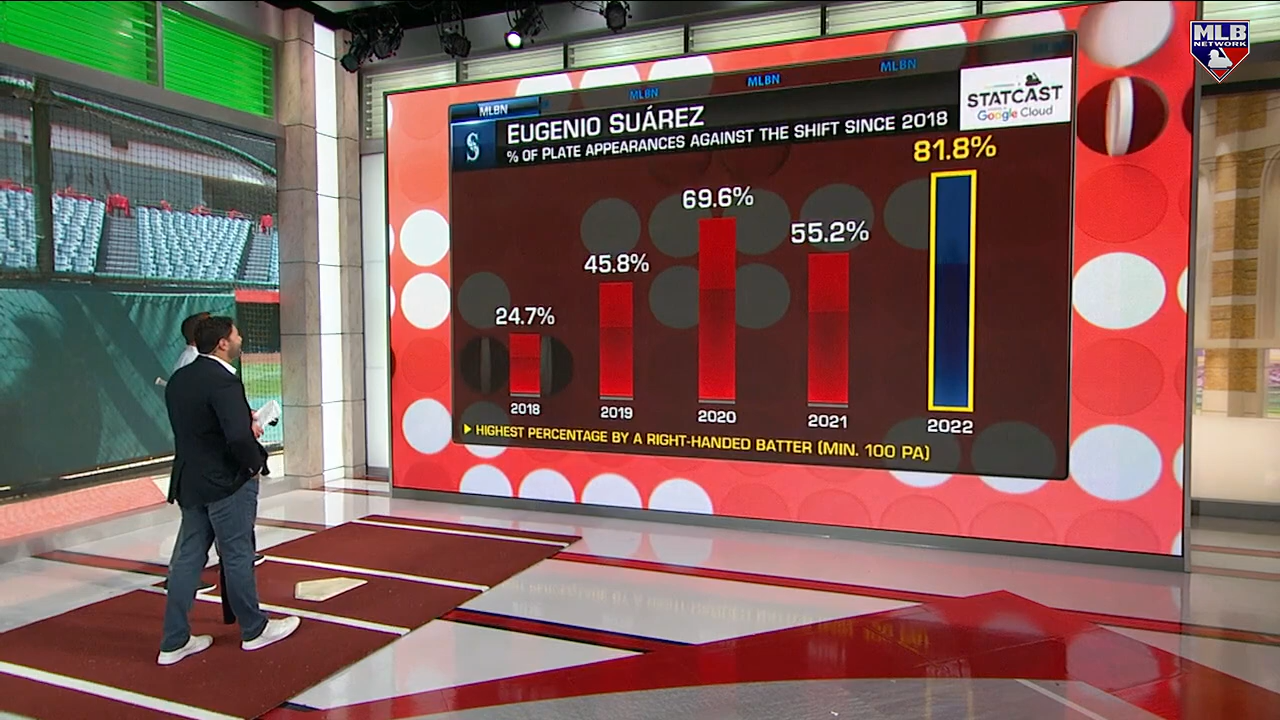 MLB
NETWORK
MLBN
MLBN
MLBN
MLBN
STATCAST
Google Cloud
EUGENIO SUÁREZ
% OF PLATE APPEARANCES AGAINST THE SHIFT SINCE 2018
24.7%
45.8%
69.6%
55.2%
81.8%
2018
2019
2020
2021
2022
HIGHEST PERCENTAGE BY A RIGHT-HANDED BATTER (MIN. 100 PA)